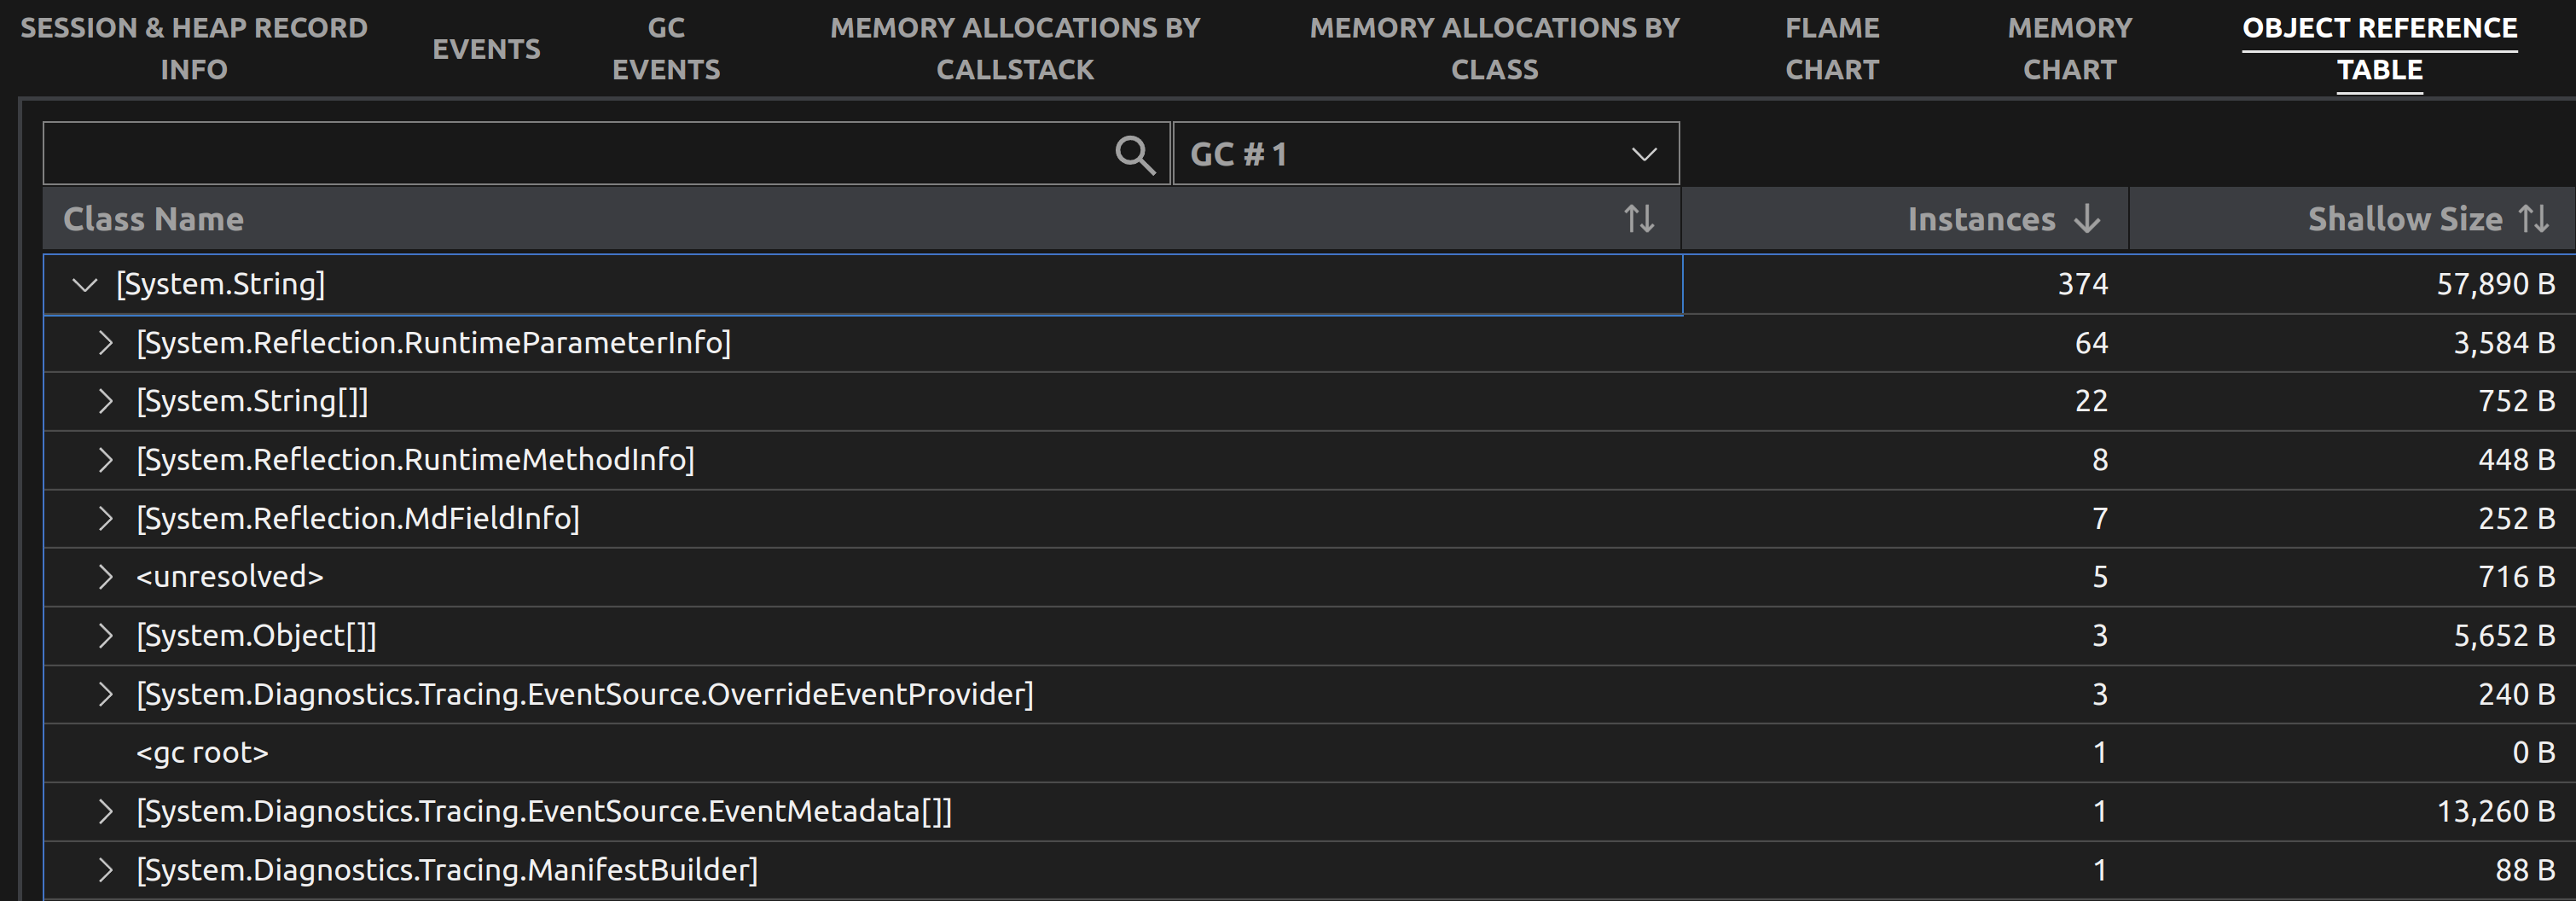 SESSION & HEAP RECORD INFO
EVENTS
GC EVENTS
MEMORY ALLOCATIONS BY CALLSTACK
MEMORY ALLOCATIONS BY CLASS
FLAME CHART
MEMORY CHART
OBJECT REFERENCE TABLE
GC # 1
Class Name Instances Shallow Size
[System.String] 374 57,890 B
[System.Reflection.RuntimeParameterInfo] 64 3,584 B
[System.String[]] 22 752 B
[System.Reflection.RuntimeMethodInfo] 8 448 B
[System.Reflection.MdFieldInfo] 7 252 B
<unresolved> 5 716 B
[System.Object[]] 3 5,652 B
[System.Diagnostics.Tracing.EventSource.OverrideEventProvider] 3 240 B
<gc root> 1 0 B
[System.Diagnostics.Tracing.EventSource.EventMetadata[]] 1 13,260 B
[System.Diagnostics.Tracing.ManifestBuilder] 1 88 B